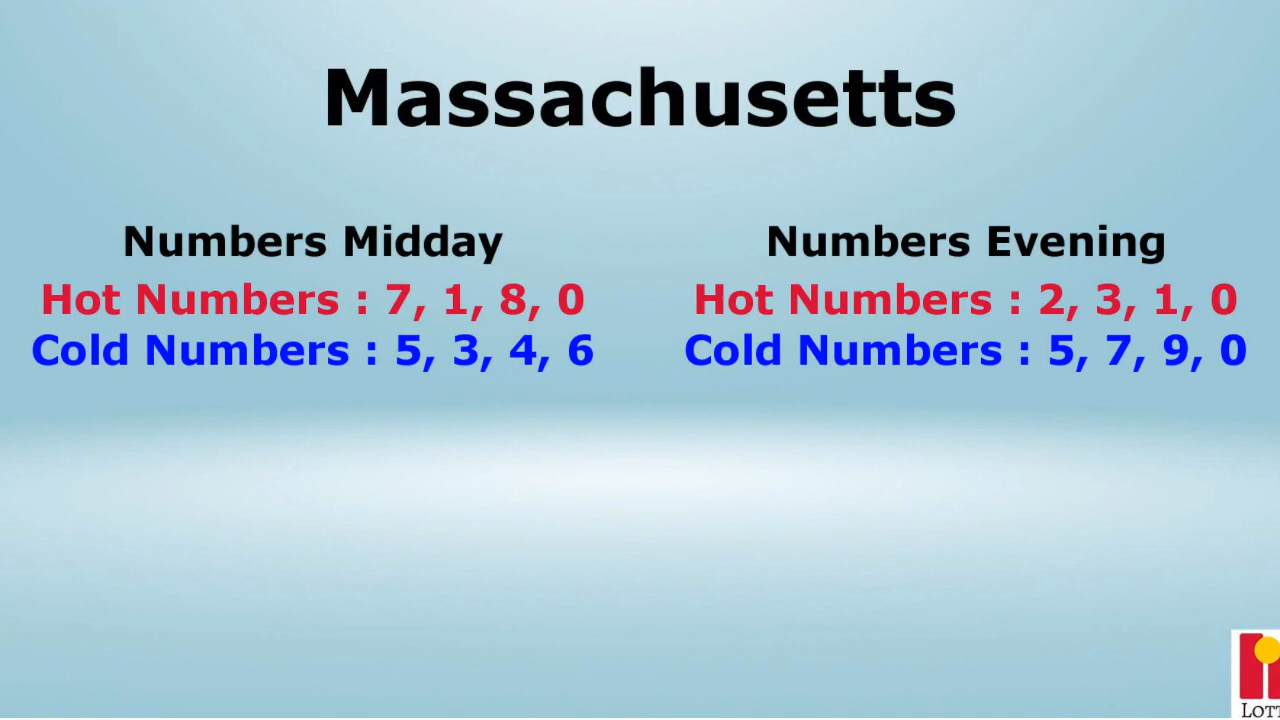 Massachusetts
Numbers Midday
Hot Numbers : 7, 1, 8, 0
Cold Numbers : 5, 3, 4, 6
Numbers Evening
Hot Numbers : 2, 3, 1, 0
Cold Numbers : 5, 7, 9, 0
LOTT